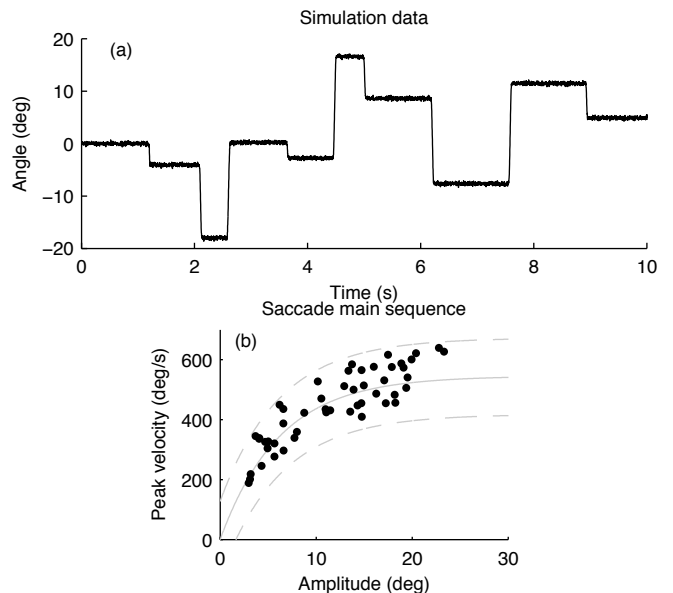 Simulation data
(a)
20
10
0
−10
−20
Angle (deg)
0 2 4 6 8 10
Time (s)
Saccade main sequence
(b)
600
400
200
0
Peak velocity (deg/s)
0 10 20 30
Amplitude (deg)